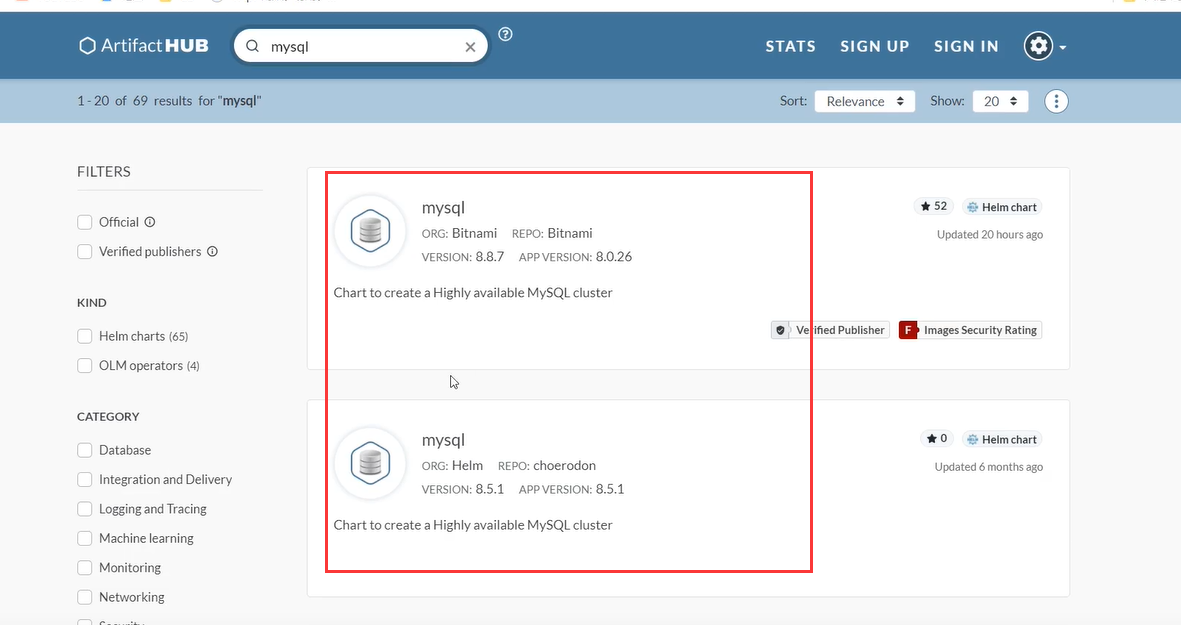 ArtifactHUB
mysql
STATS SIGN UP SIGN IN
1 - 20 of 69 results for "mysql"
Sort: Relevance Show: 20
FILTERS
Official
Verified publishers
KIND
Helm charts (65)
OLM operators (4)
CATEGORY
Database
Integration and Delivery
Logging and Tracing
Machine learning
Monitoring
Networking
mysql
ORG: Bitnami REPO: Bitnami
VERSION: 8.8.7 APP VERSION: 8.0.26
Chart to create a Highly available MySQL cluster
52 Helm chart
Updated 20 hours ago
Verified Publisher F Images Security Rating
mysql
ORG: Helm REPO: choerodon
VERSION: 8.5.1 APP VERSION: 8.5.1
Chart to create a Highly available MySQL cluster
0 Helm chart
Updated 6 months ago